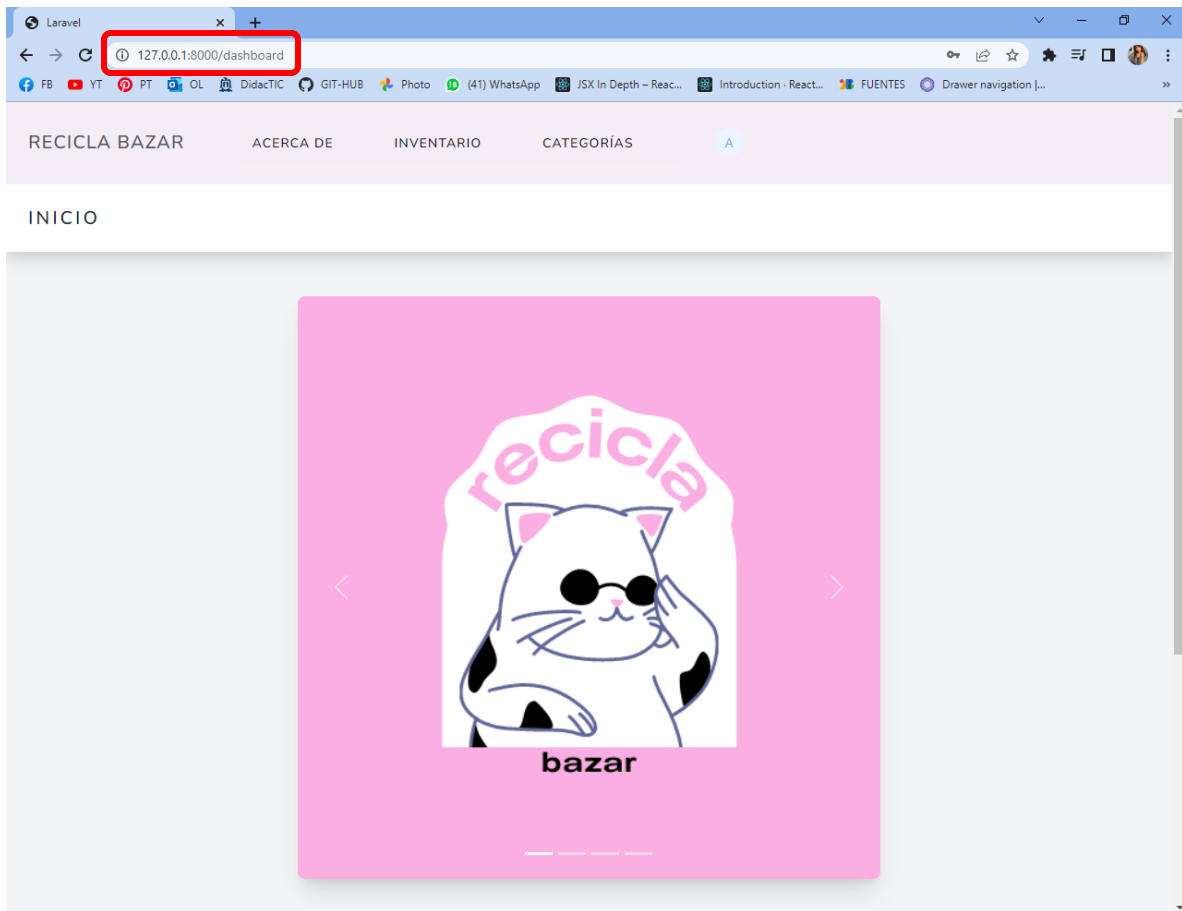 Laravel
127.0.0.1:8000/dashboard
FB YT PT OL DidacTIC GIT-HUB Photo (41) WhatsApp JSX In Depth – Reac... Introduction · React... FUENTES Drawer navigation |... »
RECICLA BAZAR ACERCA DE INVENTARIO CATEGORÍAS A
INICIO
recicla
bazar